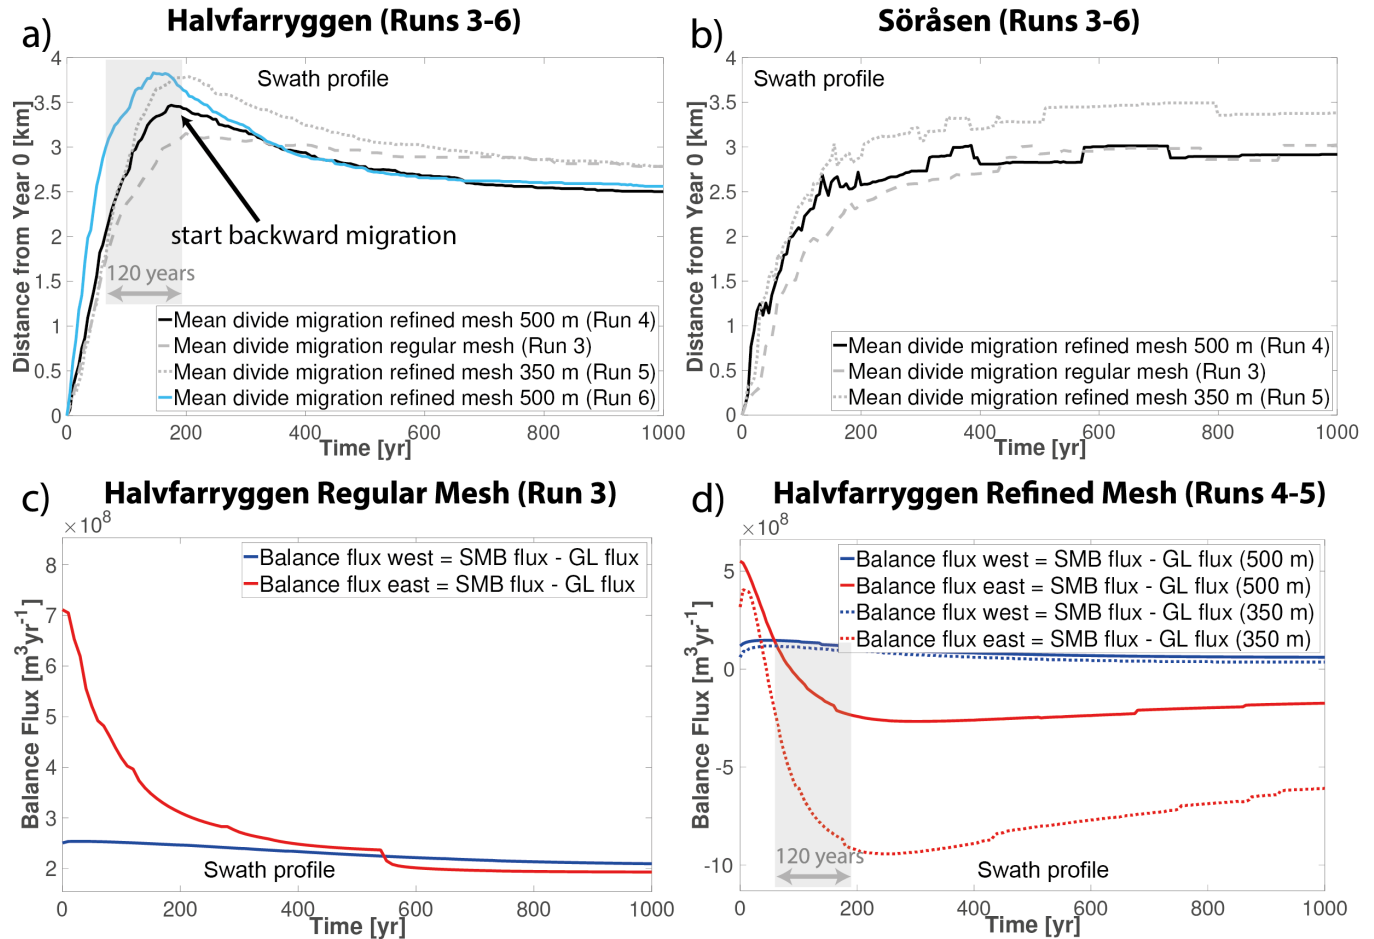 a)
Halvfarryggen (Runs 3-6)
Swath profile
Distance from Year 0 [km]
4
3.5
3
2.5
2
1.5
1
0.5
0
start backward migration
120 years
Mean divide migration refined mesh 500 m (Run 4)
Mean divide migration regular mesh (Run 3)
Mean divide migration refined mesh 350 m (Run 5)
Mean divide migration refined mesh 500 m (Run 6)
0 200 400 600 800 1000
Time [yr]
b)
Söråsen (Runs 3-6)
Swath profile
Distance from Year 0 [km]
4
3.5
3
2.5
2
1.5
1
0.5
0
Mean divide migration refined mesh 500 m (Run 4)
Mean divide migration regular mesh (Run 3)
Mean divide migration refined mesh 350 m (Run 5)
0 200 400 600 800 1000
Time [yr]
c)
Halvfarryggen Regular Mesh (Run 3)
×10⁸
Balance flux west = SMB flux - GL flux
Balance flux east = SMB flux - GL flux
Balance Flux [m³yr⁻¹]
8
7
6
5
4
3
2
Swath profile
0 200 400 600 800 1000
Time [yr]
d)
Halvfarryggen Refined Mesh (Runs 4-5)
×10⁸
Balance flux west = SMB flux - GL flux (500 m)
Balance flux east = SMB flux - GL flux (500 m)
Balance flux west = SMB flux - GL flux (350 m)
Balance flux east = SMB flux - GL flux (350 m)
Balance Flux [m³yr⁻¹]
5
0
-5
-10
120 years
Swath profile
0 200 400 600 800 1000
Time [yr]